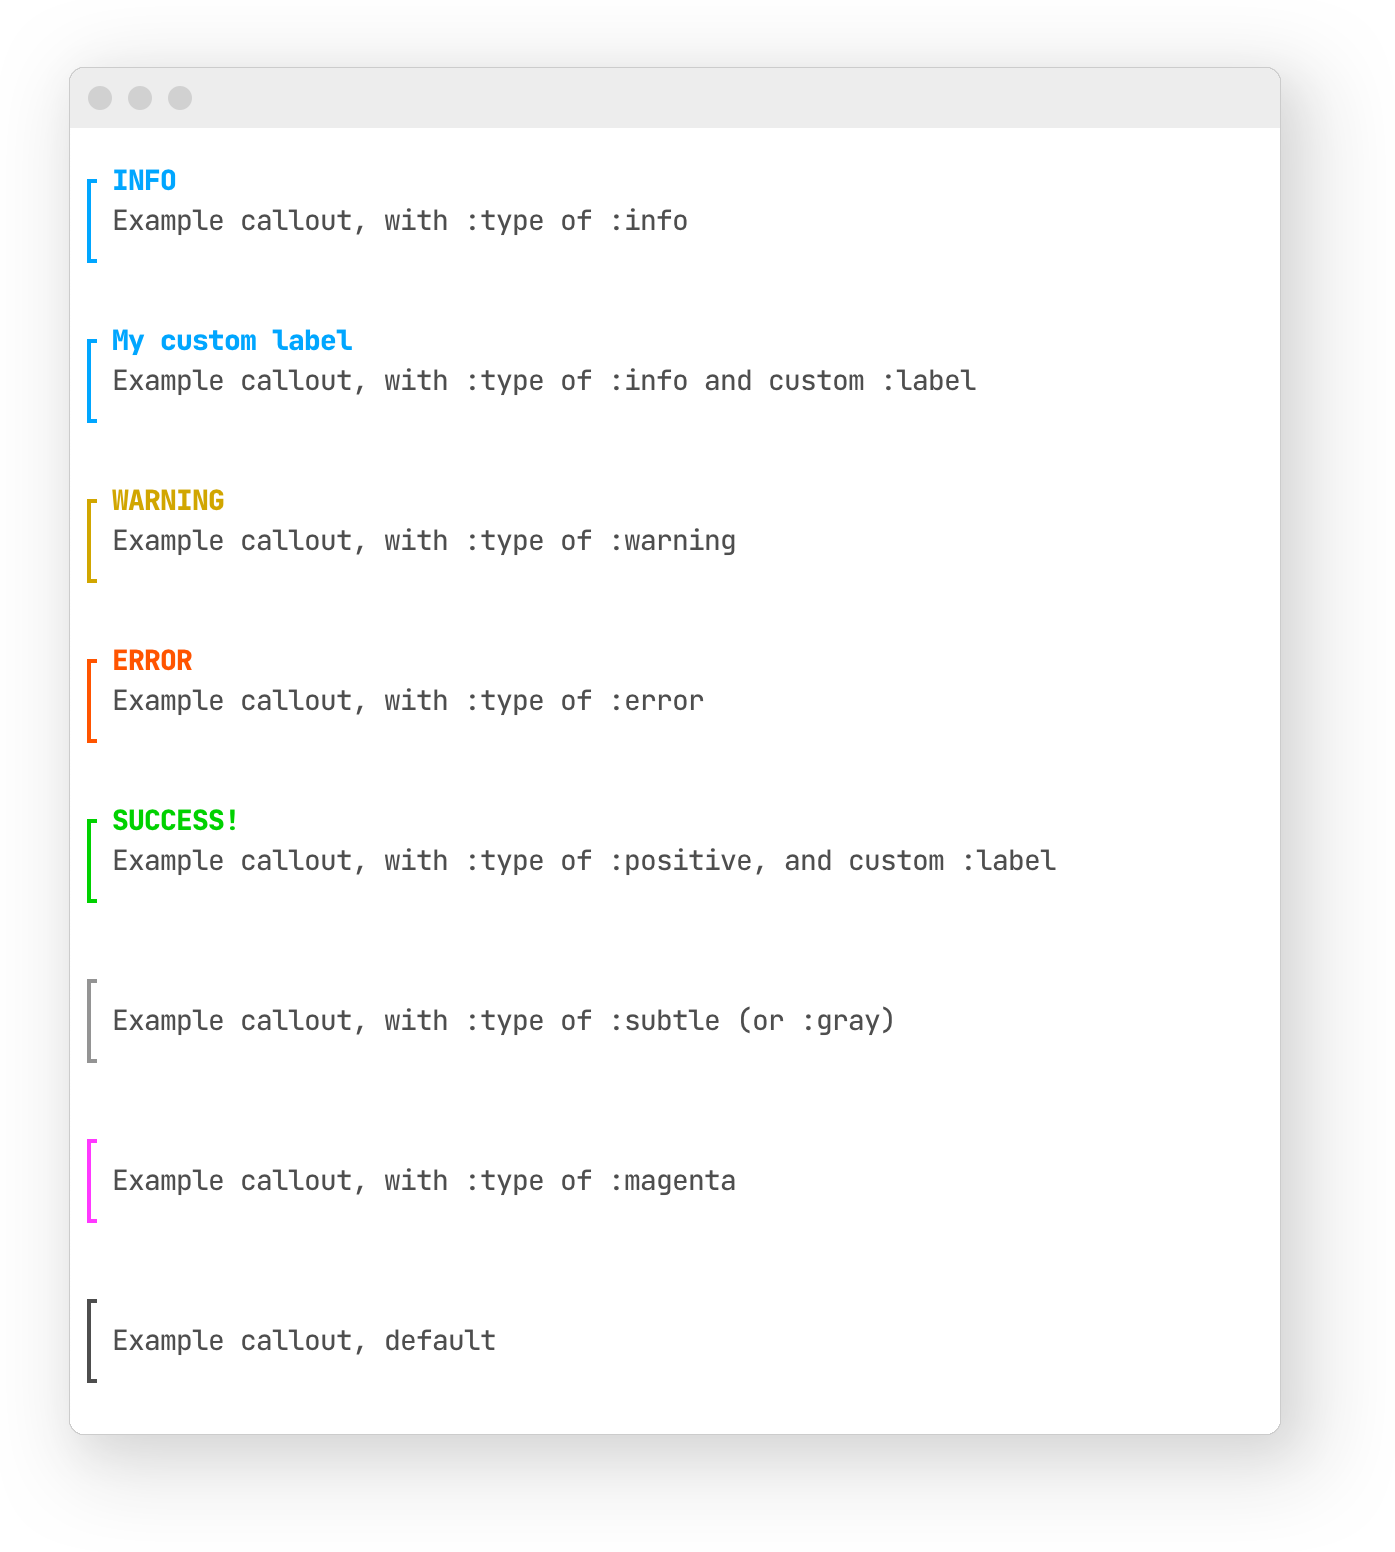 INFO
Example callout, with :type of :info
My custom label
Example callout, with :type of :info and custom :label
WARNING
Example callout, with :type of :warning
ERROR
Example callout, with :type of :error
SUCCESS!
Example callout, with :type of :positive, and custom :label
Example callout, with :type of :subtle (or :gray)
Example callout, with :type of :magenta
Example callout, default